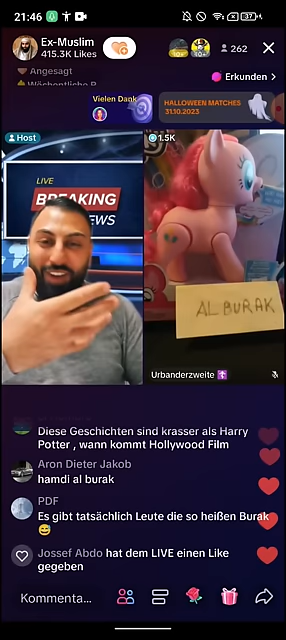 21:46
37
Ex-Muslim
415.3K Likes
10+
10+
262
Angesagt
Erkunden
Vielen Dank
HALLOWEEN MATCHES
31.10.2023
Host
1.5K
LIVE
BREAKING
NEWS
AL BURAK
Urbanderzweite
Diese Geschichten sind krasser als Harry
Potter , wann kommt Hollywood Film
Aron Dieter Jakob
hamdi al burak
PDF
Es gibt tatsächlich Leute die so heißen Burak
Jossef Abdo hat dem LIVE einen Like
gegeben
Kommenta...